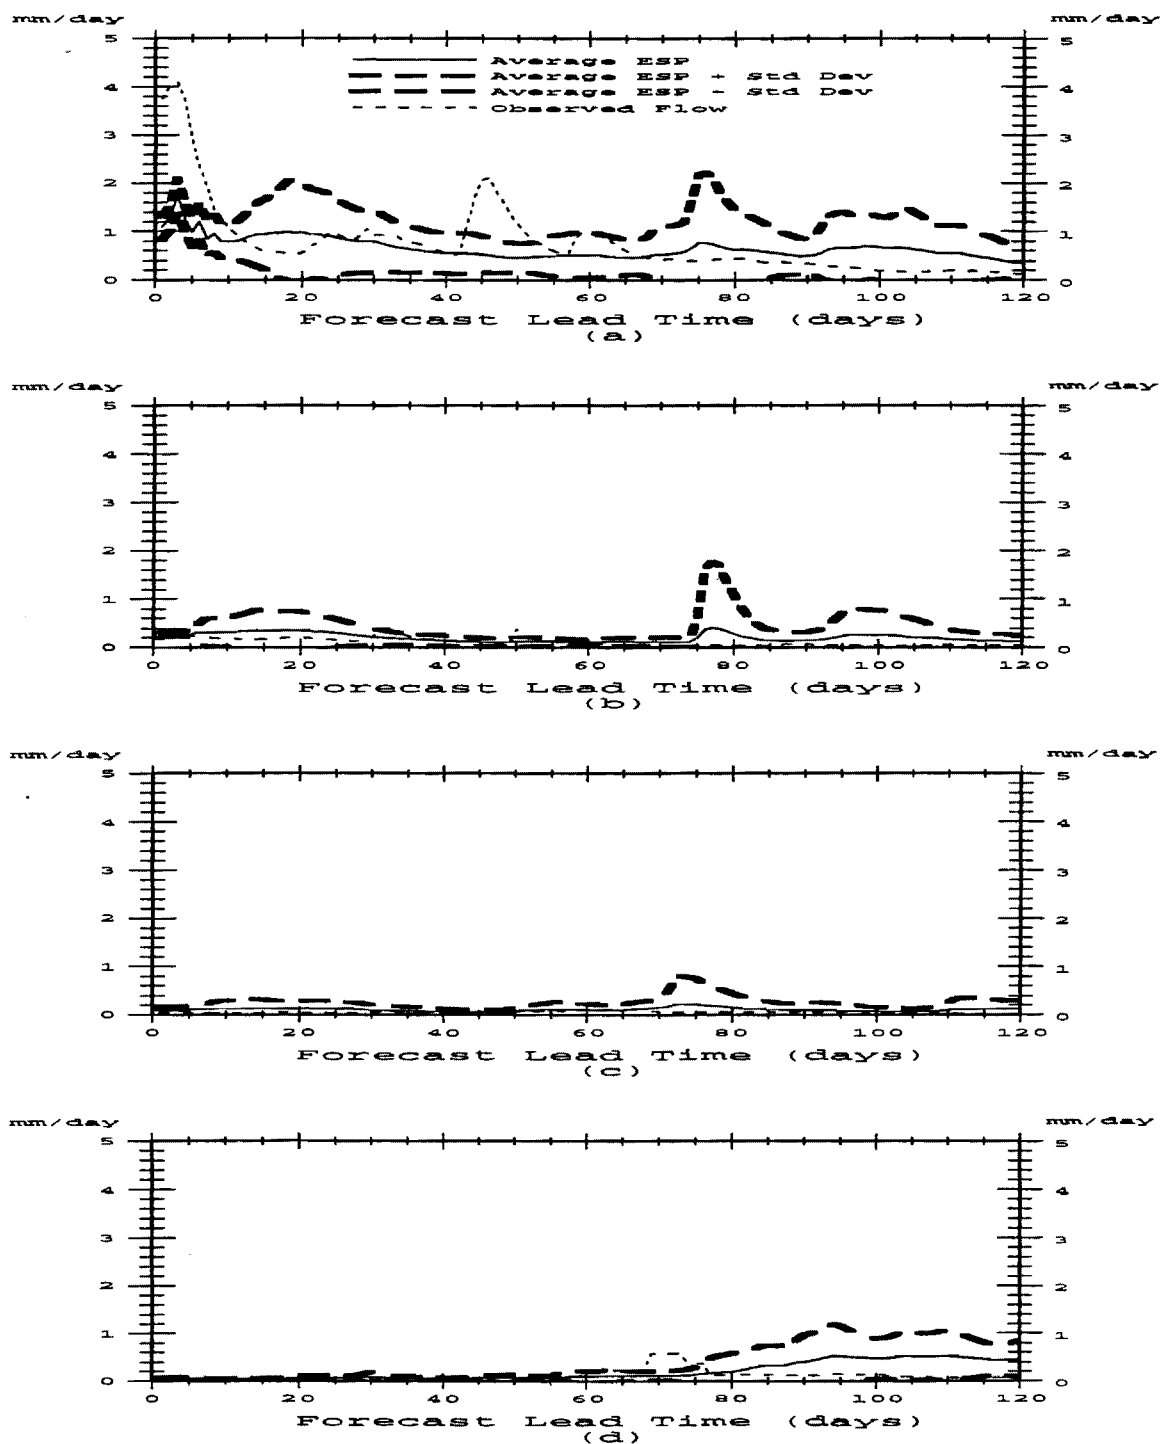 mm/day mm/day
5 5
Average ESP
Average ESP + Std Dev
4 Average ESP - Std Dev 4
Observed Flow
3 3
2 2
1 1
0 0
0 20 40 60 80 100 120
Forecast Lead Time (days)
(a)
mm/day mm/day
5 5
4 4
3 3
2 2
1 1
0 0
0 20 40 60 80 100 120
Forecast Lead Time (days)
(b)
mm/day mm/day
5 5
4 4
3 3
2 2
1 1
0 0
0 20 40 60 80 100 120
Forecast Lead Time (days)
(c)
mm/day mm/day
5 5
4 4
3 3
2 2
1 1
0 0
0 20 40 60 80 100 120
Forecast Lead Time (days)
(d)